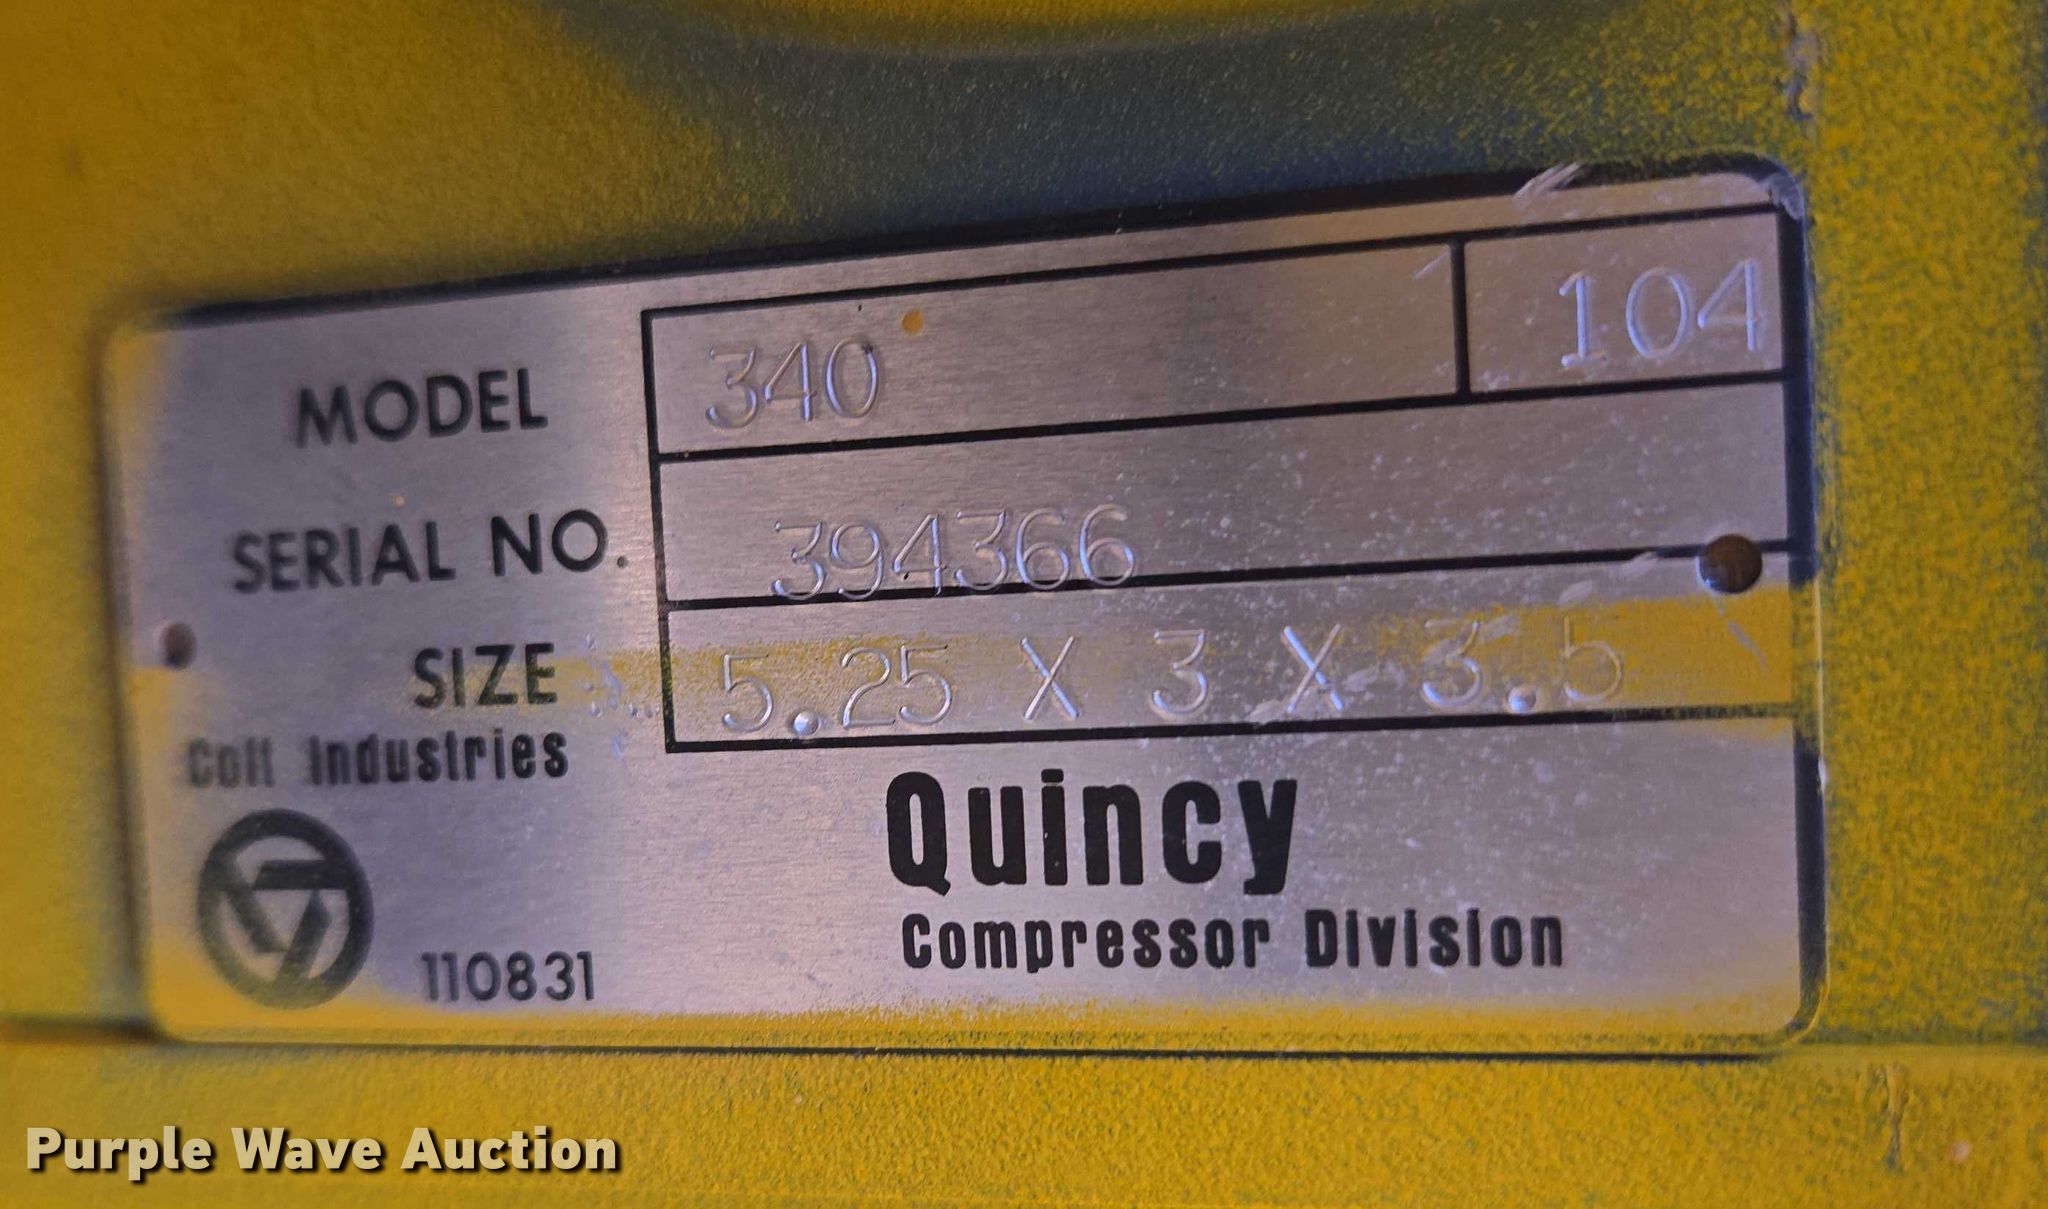 MODEL 340 104
SERIAL NO. 394366
SIZE 5.25 X 3 X 3.5
Colt Industries
Quincy
Compressor Division
110831
Purple Wave Auction